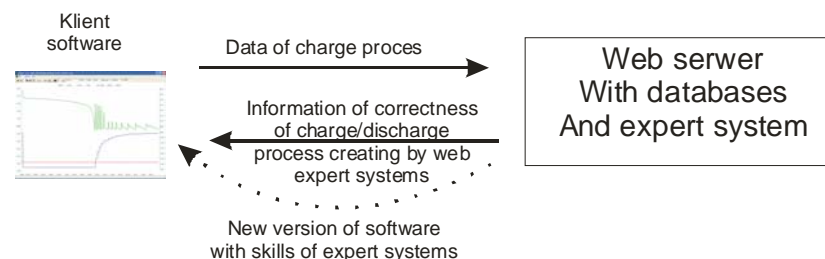 Klient
software
Data of charge proces
Web serwer
With databases
And expert system
Information of correctness
of charge/discharge
process creating by web
expert systems
New version of software
with skills of expert systems